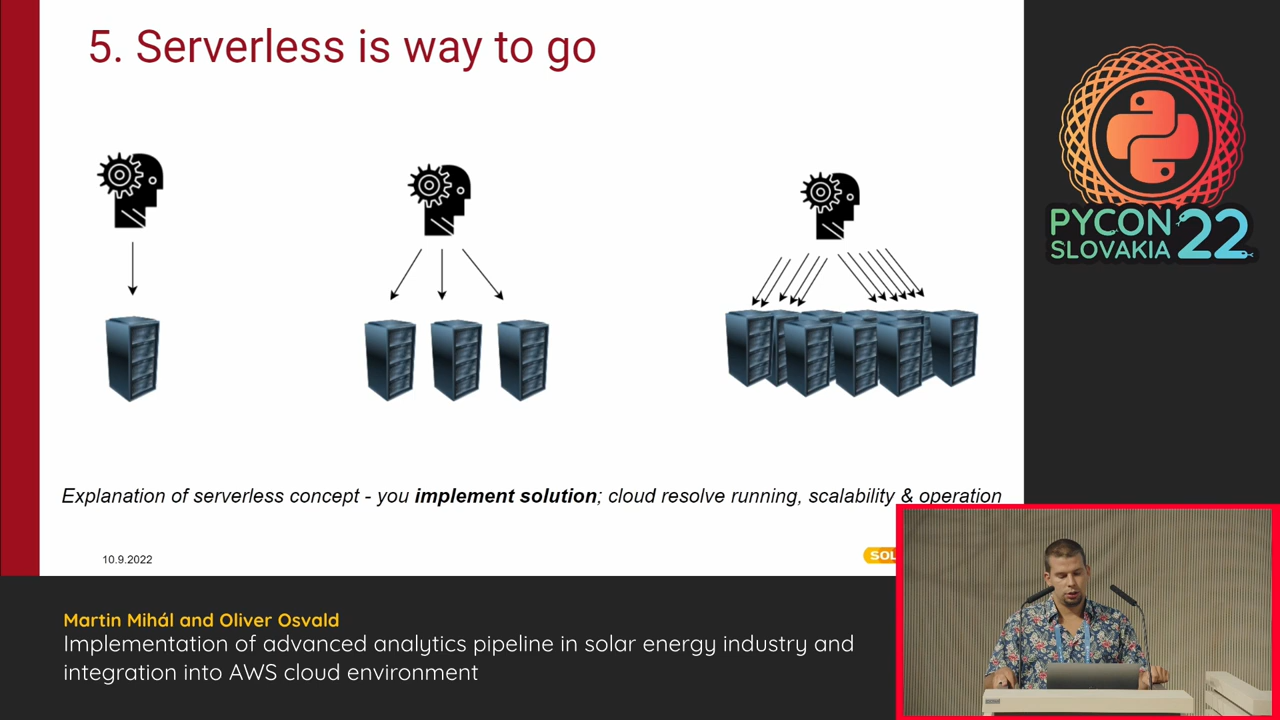 5. Serverless is way to go
Explanation of serverless concept - you implement solution; cloud resolve running, scalability & operation
10.9.2022
SOL
PYCON
SLOVAKIA 22
Martin Mihál and Oliver Osvald
Implementation of advanced analytics pipeline in solar energy industry and
integration into AWS cloud environment